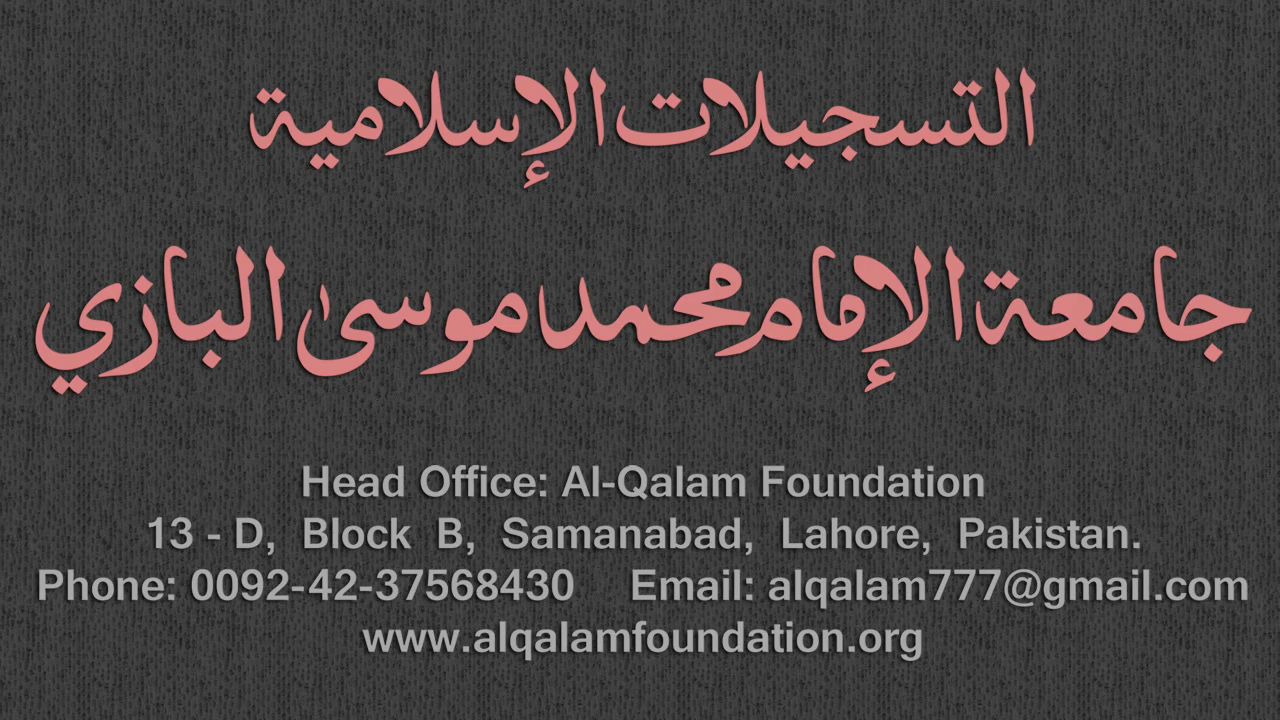 التسجيلات الإسلامية
جامعة الإمام محمد موسىٰ البازي
Head Office: Al-Qalam Foundation
13 - D, Block B, Samanabad, Lahore, Pakistan.
Phone: 0092-42-37568430 Email: alqalam777@gmail.com
www.alqalamfoundation.org